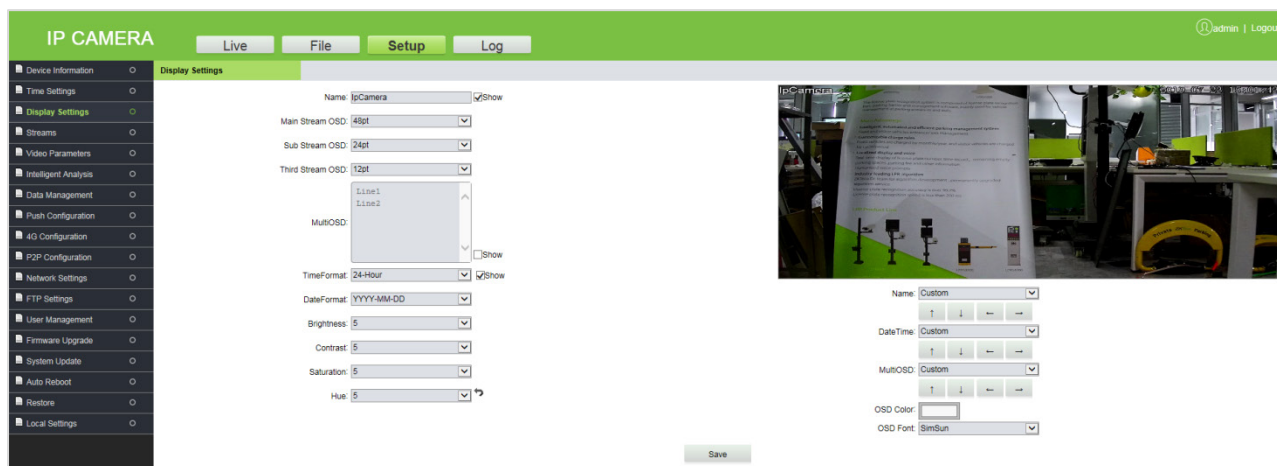 IP CAMERA
Live
File
Setup
Log
admin | Logou
Device Information
Time Settings
Display Settings
Streams
Video Parameters
Intelligent Analysis
Data Management
Push Configuration
4G Configuration
P2P Configuration
Network Settings
FTP Settings
User Management
Firmware Upgrade
System Update
Auto Reboot
Restore
Local Settings
Display Settings
Name: IpCamera Show
Main Stream OSD: 48pt
Sub Stream OSD: 24pt
Third Stream OSD: 12pt
MultiOSD:
Line1
Line2
Show
TimeFormat: 24-Hour Show
DateFormat: YYYY-MM-DD
Brightness: 5
Contrast: 5
Saturation: 5
Hue: 5
IpCamera
Name: Custom
↑ ↓ ← →
DateTime: Custom
↑ ↓ ← →
MultiOSD: Custom
↑ ↓ ← →
OSD Color:
OSD Font: SimSun
Save